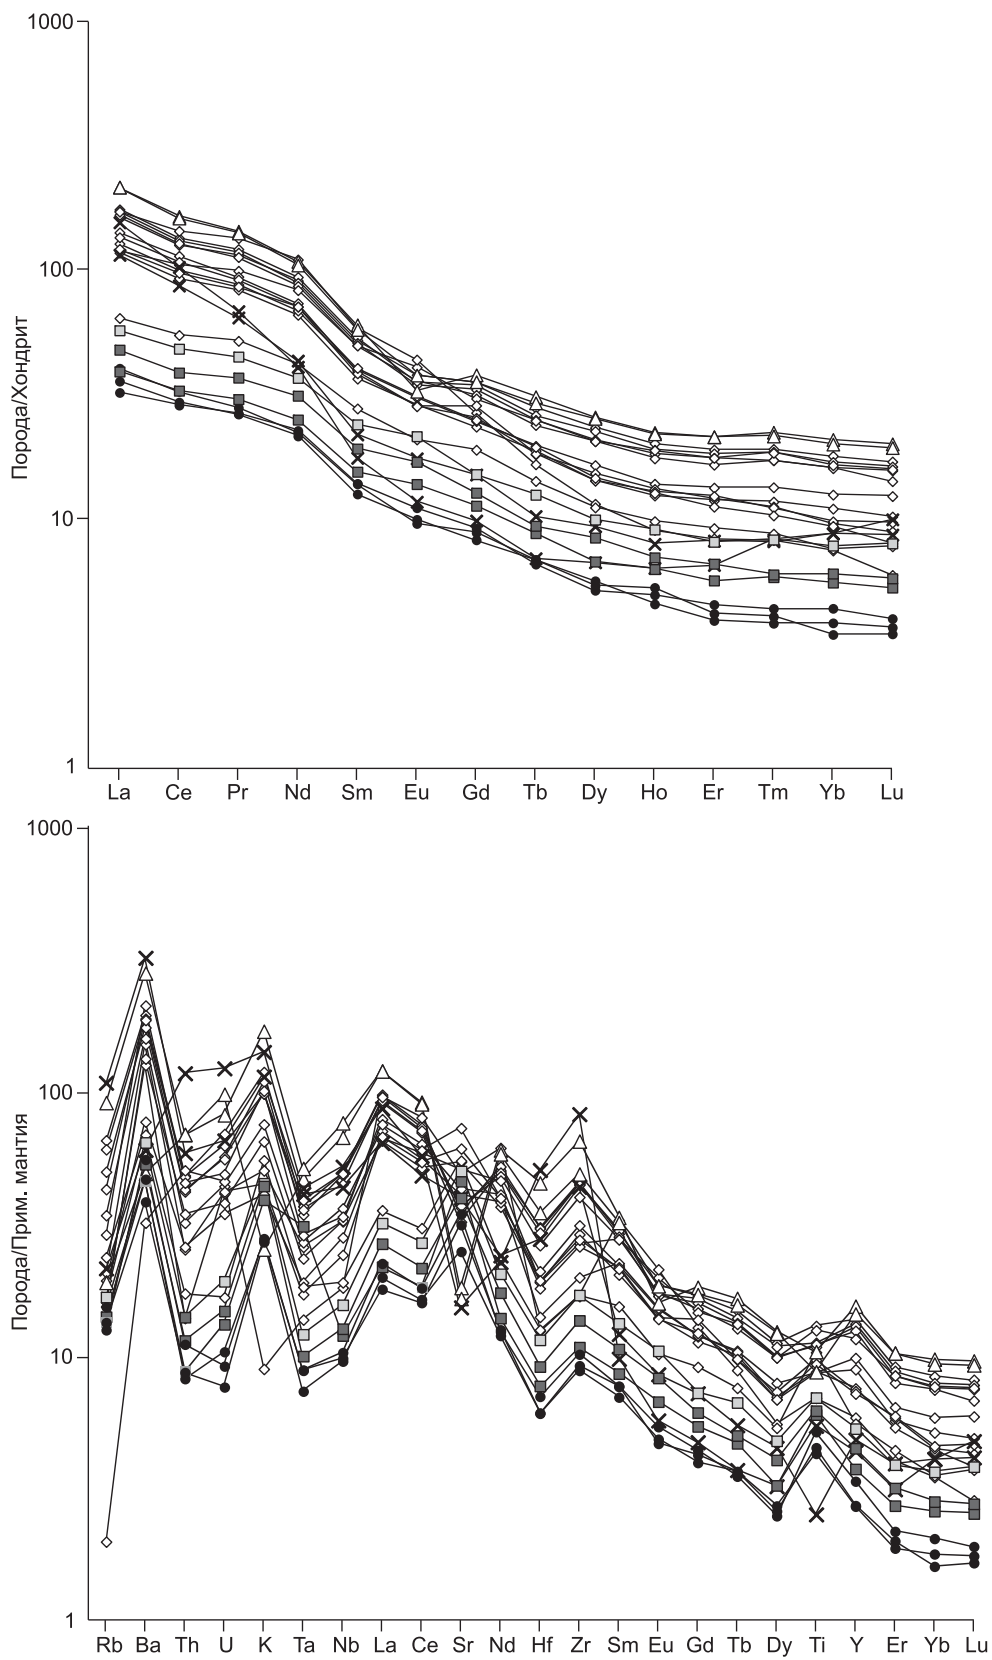 1000
100
10
1
Порода/Хондрит
La Ce Pr Nd Sm Eu Gd Tb Dy Ho Er Tm Yb Lu
1000
100
10
1
Порода/Прим. мантия
Rb Ba Th U K Ta Nb La Ce Sr Nd Hf Zr Sm Eu Gd Tb Dy Ti Y Er Yb Lu